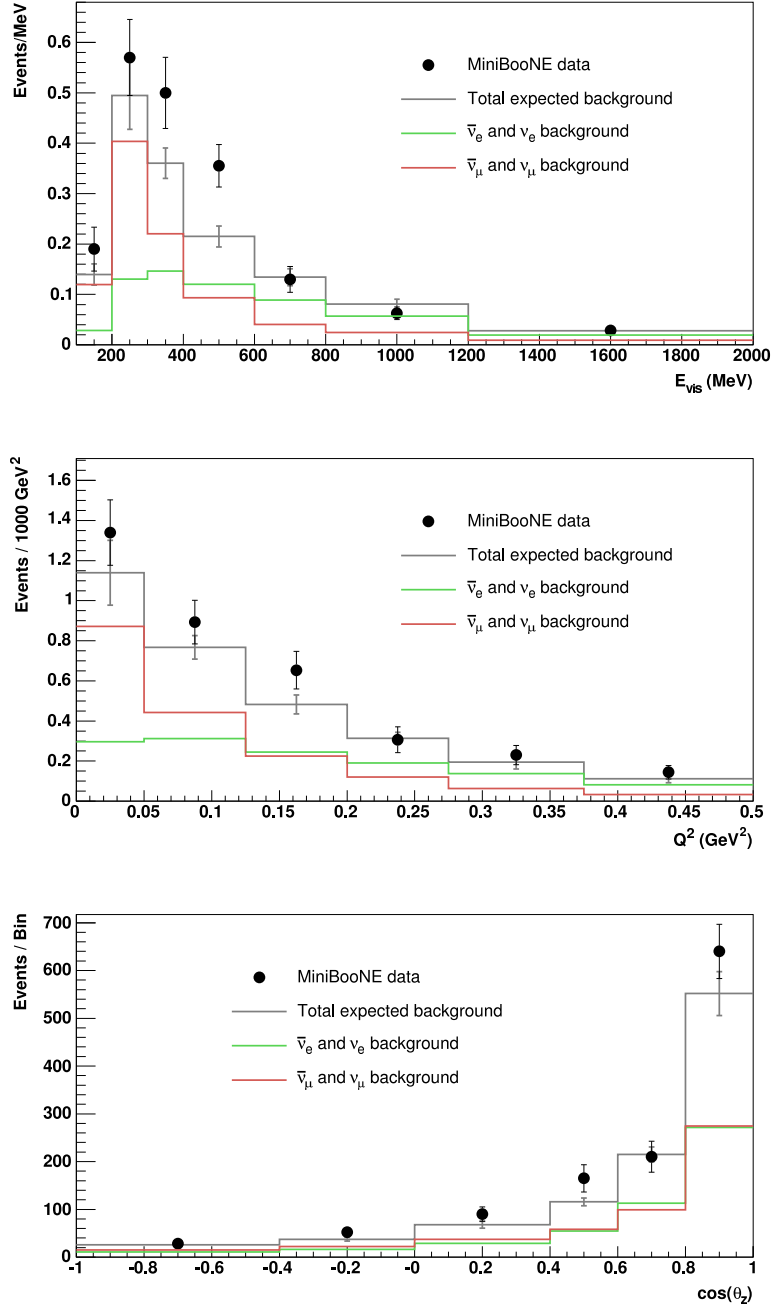 Events/MeV
0.6
0.5
0.4
0.3
0.2
0.1
0
MiniBooNE data
Total expected background
ν̅e and νe background
ν̅μ and νμ background
200 400 600 800 1000 1200 1400 1600 1800 2000
Evis (MeV)
Events / 1000 GeV²
1.6
1.4
1.2
1
0.8
0.6
0.4
0.2
0
MiniBooNE data
Total expected background
ν̅e and νe background
ν̅μ and νμ background
0 0.05 0.1 0.15 0.2 0.25 0.3 0.35 0.4 0.45 0.5
Q² (GeV²)
Events / Bin
700
600
500
400
300
200
100
0
MiniBooNE data
Total expected background
ν̅e and νe background
ν̅μ and νμ background
-1 -0.8 -0.6 -0.4 -0.2 -0 0.2 0.4 0.6 0.8 1
cos(θz)